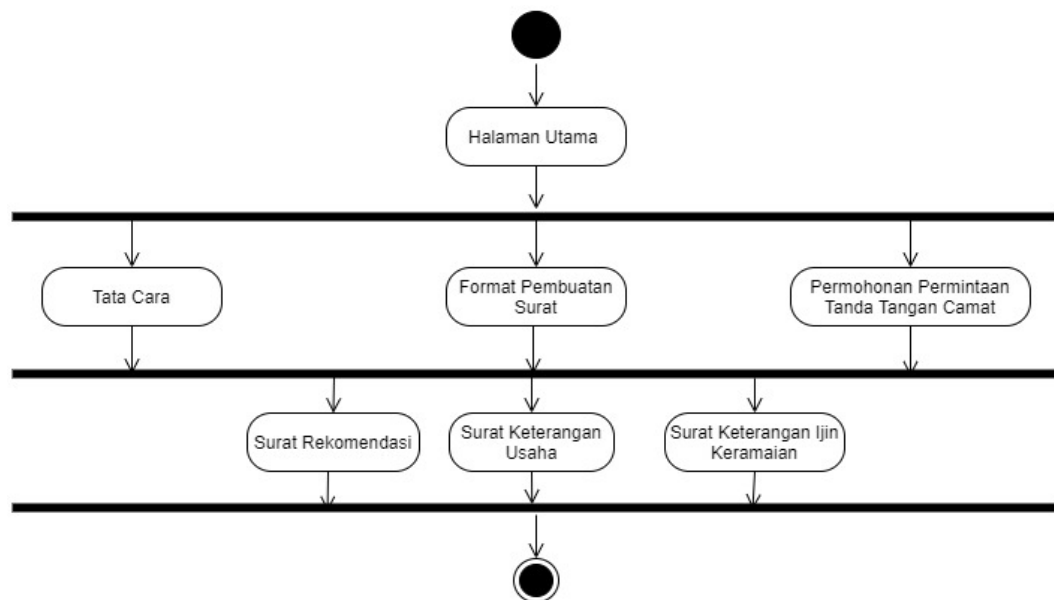 Halaman Utama
Tata Cara
Format Pembuatan
Surat
Permohonan Permintaan
Tanda Tangan Camat
Surat Rekomendasi
Surat Keterangan
Usaha
Surat Keterangan Ijin
Keramaian